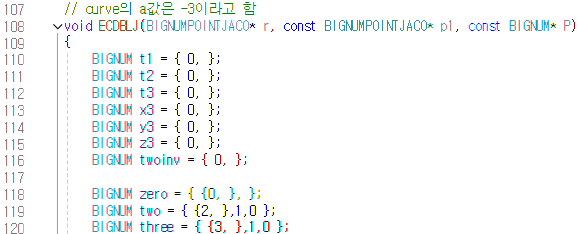 107 // curve의 a값은 -3이라고 함
108 void ECDBLJ(BIGNUMPOINTJACO* r, const BIGNUMPOINTJACO* p1, const BIGNUM* P)
109 {
110 BIGNUM t1 = { 0, };
111 BIGNUM t2 = { 0, };
112 BIGNUM t3 = { 0, };
113 BIGNUM x3 = { 0, };
114 BIGNUM y3 = { 0, };
115 BIGNUM z3 = { 0, };
116 BIGNUM twoinv = { 0, };
117
118 BIGNUM zero = { {0, }, };
119 BIGNUM two = { {2, },1,0 };
120 BIGNUM three = { {3, },1,0 };